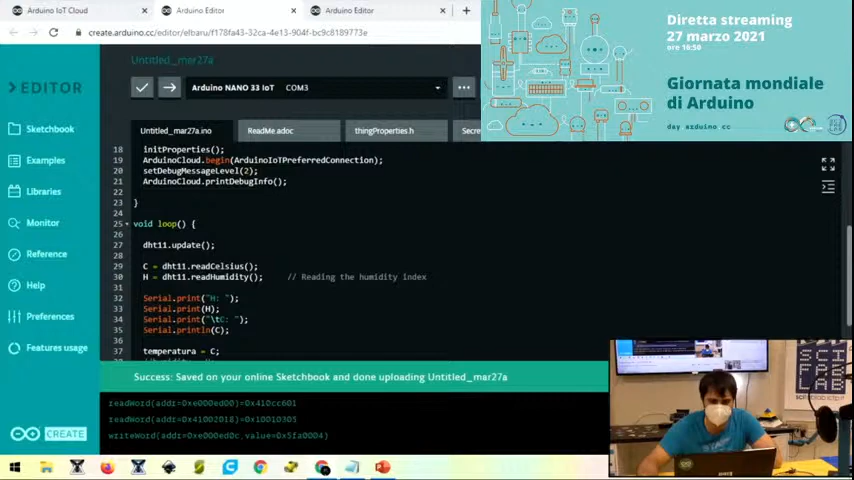 Arduino IoT Cloud
Arduino Editor
Arduino Editor
create.arduino.cc/editor/elbaru/f178fa43-32ca-4e13-904f-bc9c8189773e
Diretta streaming
27 marzo 2021
ore 10:50
Giornata mondiale
di Arduino
day arduino cc
EDITOR
Sketchbook
Examples
Libraries
Monitor
Reference
Help
Preferences
Features usage
CREATE
Untitled_mar27a
Arduino NANO 33 IoT COM3
Untitled_mar27a.ino
ReadMe.adoc
thingProperties.h
Secre
18 initProperties();
19 ArduinoCloud.begin(ArduinoIoTPreferredConnection);
20 setDebugMessageLevel(2);
21 ArduinoCloud.printDebugInfo();
22
23 }
24
25 void loop() {
26
27 dht11.update();
28
29 C = dht11.readCelsius();
30 H = dht11.readHumidity(); // Reading the humidity index
31
32 Serial.print("H: ");
33 Serial.print(H);
34 Serial.print("\tC: ");
35 Serial.println(C);
36
37 temperatura = C;
Success: Saved on your online Sketchbook and done uploading Untitled_mar27a
readWord(addr=0xe000ed00)=0x410cc601
readWord(addr=0x41002018)=0x10010305
writeWord(addr=0xe000ed0c,value=0x5fa0004)
SCI
FAB
LAB